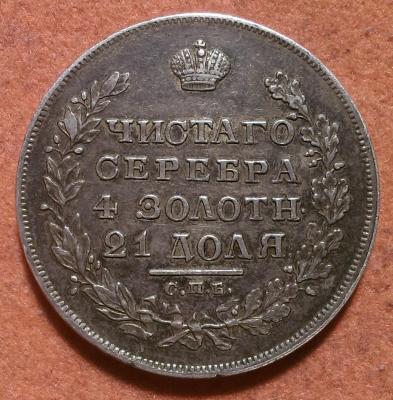 ЧИСТАГО
СЕРЕБРА
4 ЗОЛОТН
21 ДОЛЯ
С.П.Б.